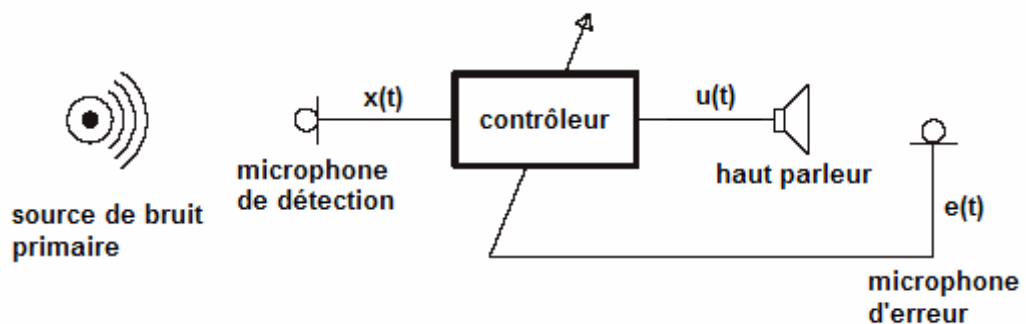 x(t)
contrôleur
u(t)
microphone
de détection
haut parleur
source de bruit
primaire
e(t)
microphone
d'erreur